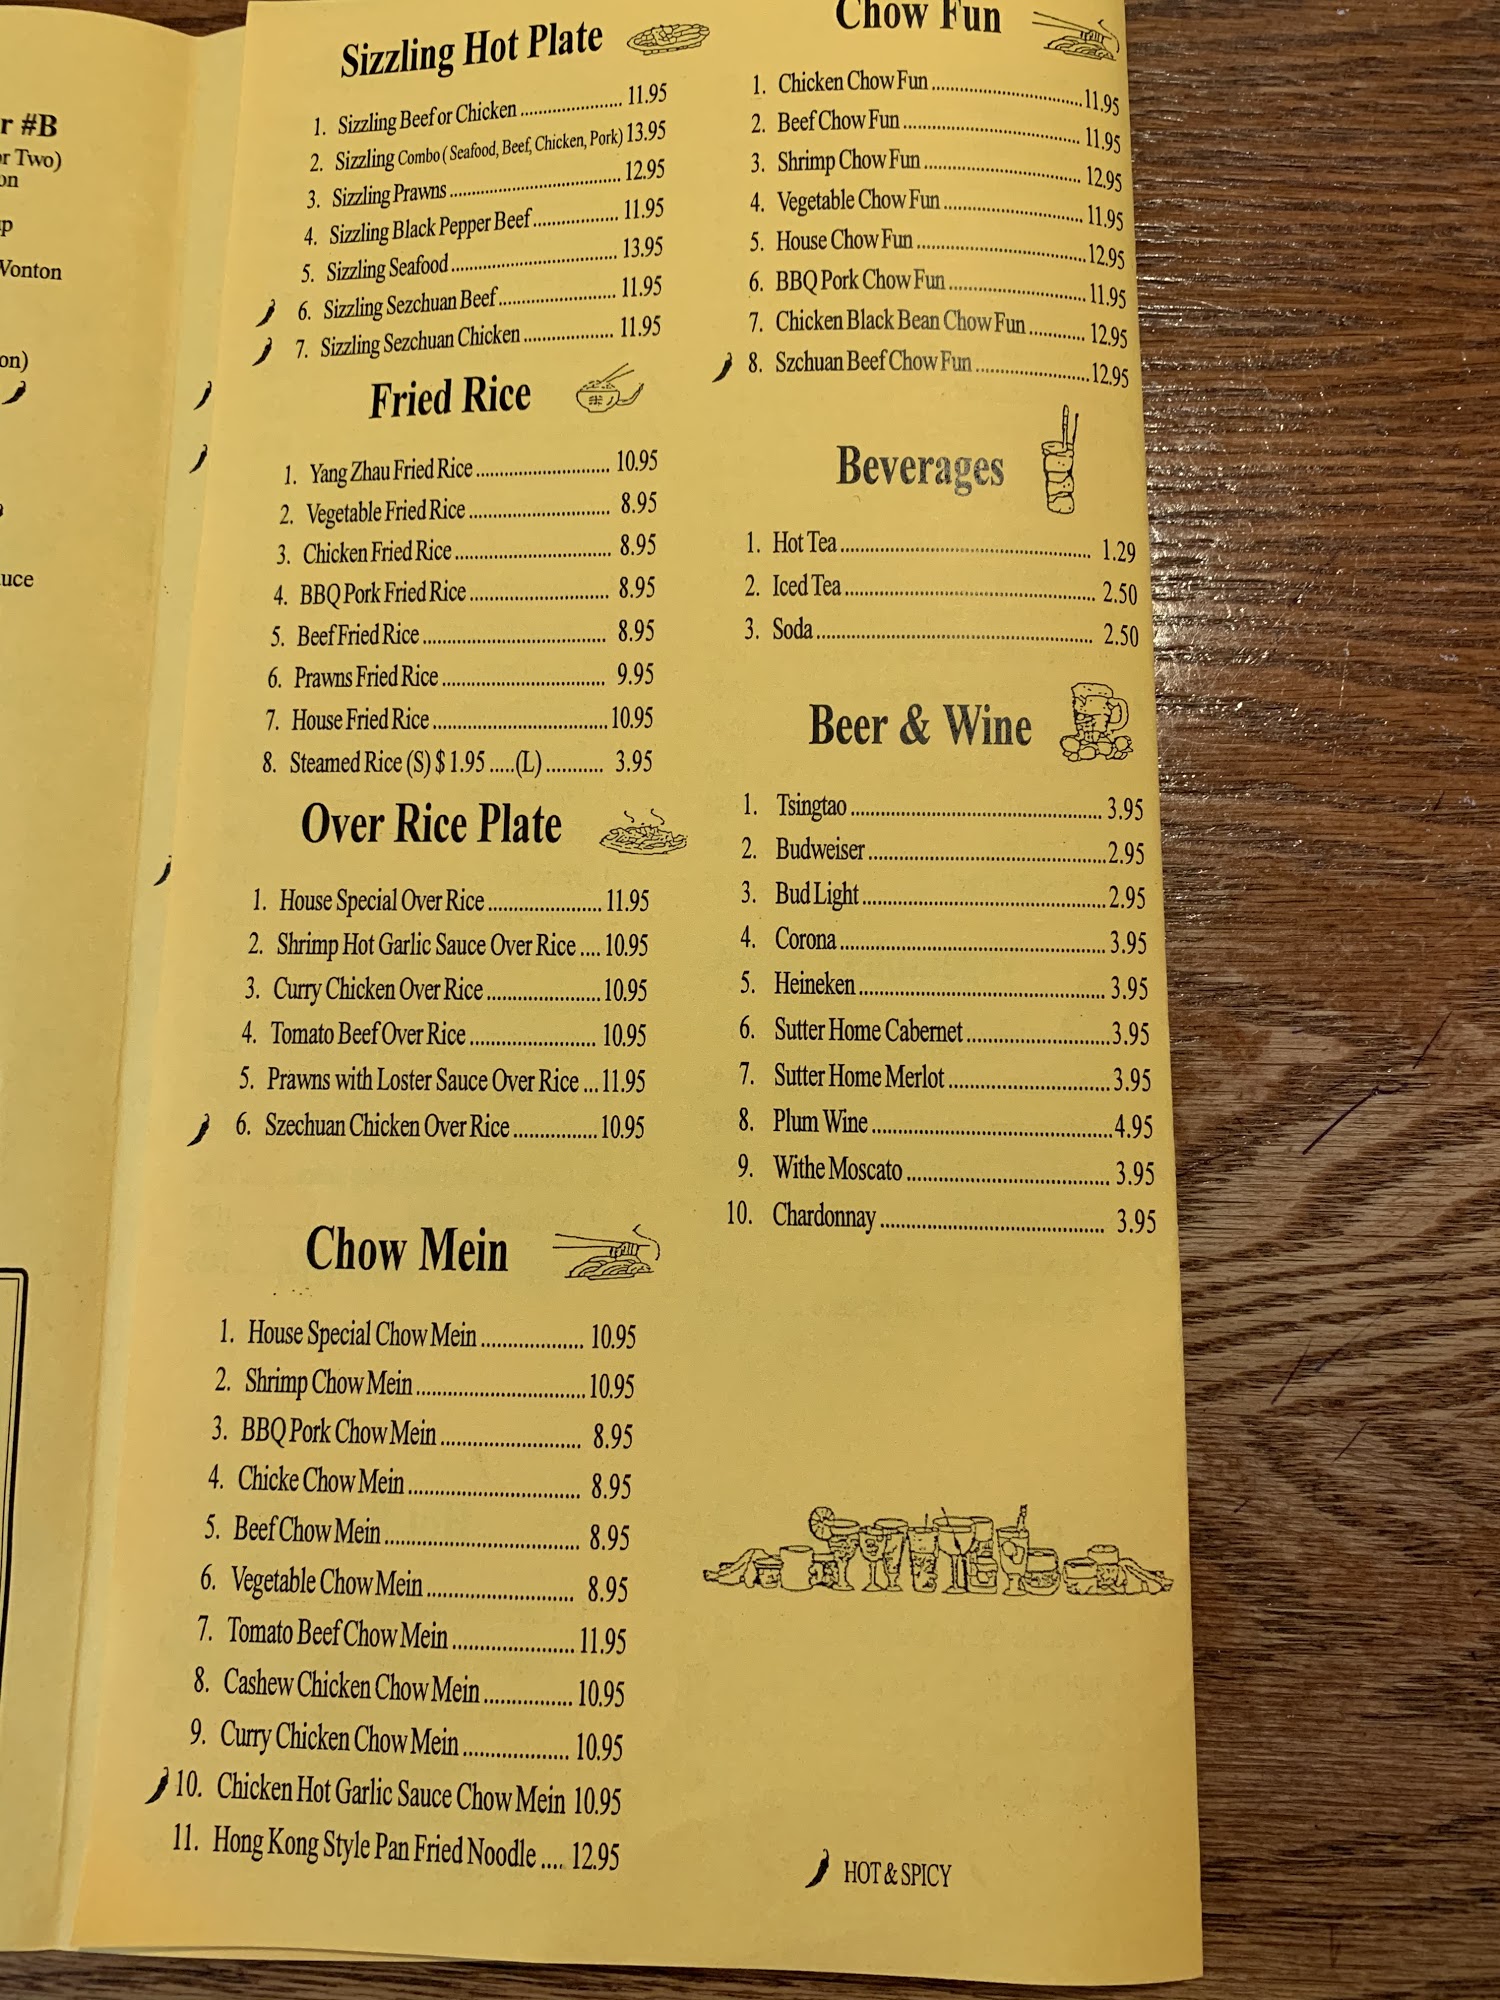 r #B
or Two)
on
up
Wonton
on)
uce
Sizzling Hot Plate
1. Sizzling Beef or Chicken ..................... 11.95
2. Sizzling Combo ( Seafood, Beef, Chicken, Pork) 13.95
3. Sizzling Prawns ................................... 12.95
4. Sizzling Black Pepper Beef ................. 11.95
5. Sizzling Seafood .................................. 13.95
6. Sizzling Sezchuan Beef ........................ 11.95
7. Sizzling Sezchuan Chicken .................. 11.95
Fried Rice
1. Yang Zhau Fried Rice ........................... 10.95
2. Vegetable Fried Rice ............................ 8.95
3. Chicken Fried Rice ............................... 8.95
4. BBQ Pork Fried Rice ............................ 8.95
5. Beef Fried Rice ..................................... 8.95
6. Prawns Fried Rice ................................. 9.95
7. House Fried Rice ................................... 10.95
8. Steamed Rice (S) $ 1.95 .....(L) ........... 3.95
Over Rice Plate
1. House Special Over Rice ...................... 11.95
2. Shrimp Hot Garlic Sauce Over Rice .... 10.95
3. Curry Chicken Over Rice ...................... 10.95
4. Tomato Beef Over Rice ........................ 10.95
5. Prawns with Loster Sauce Over Rice ... 11.95
6. Szechuan Chicken Over Rice ................ 10.95
Chow Mein
1. House Special Chow Mein .................... 10.95
2. Shrimp Chow Mein ................................ 10.95
3. BBQ Pork Chow Mein .......................... 8.95
4. Chicke Chow Mein ................................ 8.95
5. Beef Chow Mein .................................... 8.95
6. Vegetable Chow Mein ........................... 8.95
7. Tomato Beef Chow Mein ....................... 11.95
8. Cashew Chicken Chow Mein ................. 10.95
9. Curry Chicken Chow Mein .................... 10.95
10. Chicken Hot Garlic Sauce Chow Mein 10.95
11. Hong Kong Style Pan Fried Noodle .... 12.95
Chow Fun
1. Chicken Chow Fun ............................... 11.95
2. Beef Chow Fun ..................................... 11.95
3. Shrimp Chow Fun ................................. 12.95
4. Vegetable Chow Fun ............................. 11.95
5. House Chow Fun ................................... 12.95
6. BBQ Pork Chow Fun ............................ 11.95
7. Chicken Black Bean Chow Fun ........... 12.95
8. Szchuan Beef Chow Fun ...................... 12.95
Beverages
1. Hot Tea ................................................ 1.29
2. Iced Tea ............................................... 2.50
3. Soda ..................................................... 2.50
Beer & Wine
1. Tsingtao ................................................ 3.95
2. Budweiser ............................................. 2.95
3. Bud Light .............................................. 2.95
4. Corona .................................................. 3.95
5. Heineken ............................................... 3.95
6. Sutter Home Cabernet ........................... 3.95
7. Sutter Home Merlot ............................... 3.95
8. Plum Wine ............................................. 4.95
9. Withe Moscato ...................................... 3.95
10. Chardonnay .......................................... 3.95
HOT & SPICY